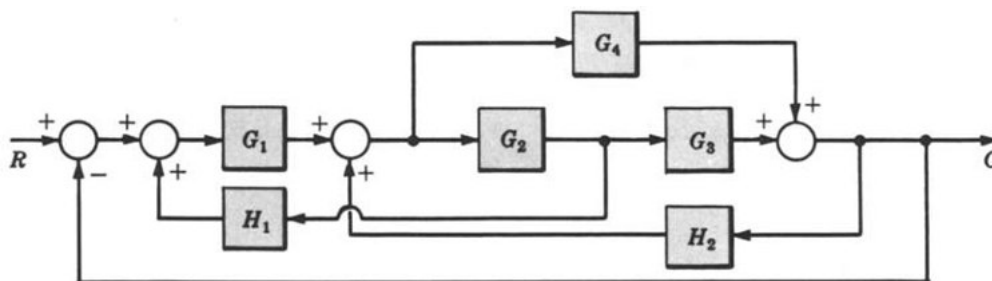 G₄
+
+ + G₁ + G₂ G₃ +
R − + + C
H₁ H₂